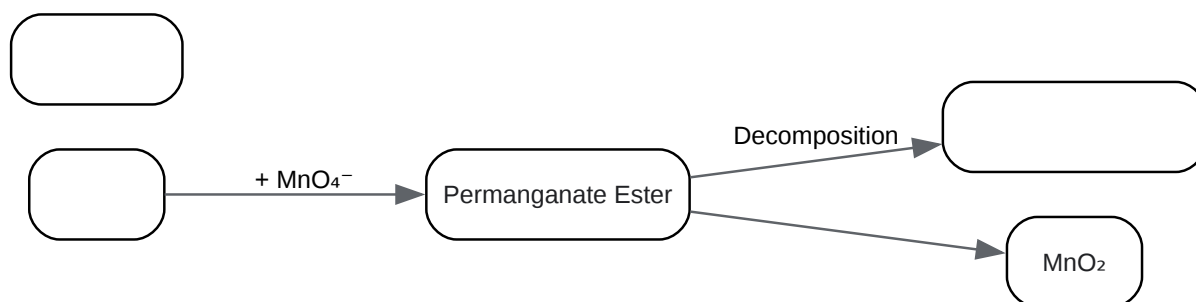 Decomposition
+ MnO₄⁻
Permanganate Ester
MnO₂